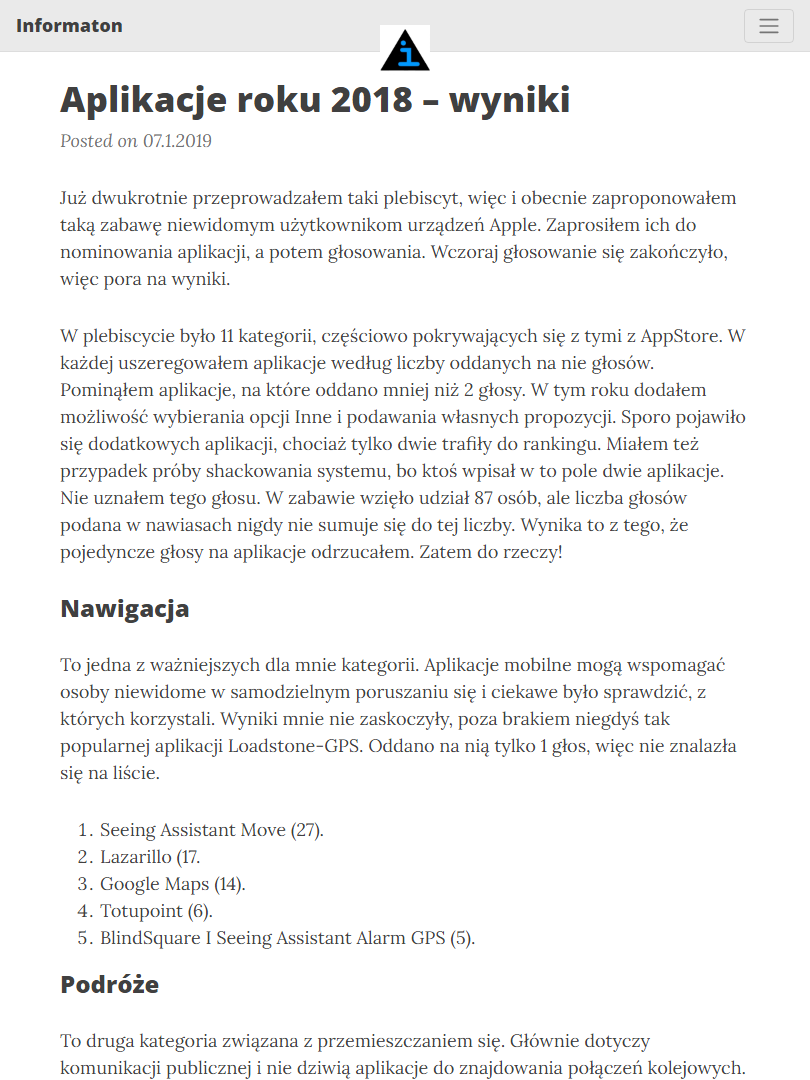 Informaton
i
Aplikacje roku 2018 – wyniki
Posted on 07.1.2019
Już dwukrotnie przeprowadzałem taki plebiscyt, więc i obecnie zaproponowałem
taką zabawę niewidomym użytkownikom urządzeń Apple. Zaprosiłem ich do
nominowania aplikacji, a potem głosowania. Wczoraj głosowanie się zakończyło,
więc pora na wyniki.
W plebiscycie było 11 kategorii, częściowo pokrywających się z tymi z AppStore. W
każdej uszeregowałem aplikacje według liczby oddanych na nie głosów.
Pominąłem aplikacje, na które oddano mniej niż 2 głosy. W tym roku dodałem
możliwość wybierania opcji Inne i podawania własnych propozycji. Sporo pojawiło
się dodatkowych aplikacji, chociaż tylko dwie trafiły do rankingu. Miałem też
przypadek próby shackowania systemu, bo ktoś wpisał w to pole dwie aplikacje.
Nie uznałem tego głosu. W zabawie wzięło udział 87 osób, ale liczba głosów
podana w nawiasach nigdy nie sumuje się do tej liczby. Wynika to z tego, że
pojedyncze głosy na aplikacje odrzucałem. Zatem do rzeczy!
Nawigacja
To jedna z ważniejszych dla mnie kategorii. Aplikacje mobilne mogą wspomagać
osoby niewidome w samodzielnym poruszaniu się i ciekawe było sprawdzić, z
których korzystali. Wyniki mnie nie zaskoczyły, poza brakiem niegdyś tak
popularnej aplikacji Loadstone-GPS. Oddano na nią tylko 1 głos, więc nie znalazła
się na liście.
1. Seeing Assistant Move (27).
2. Lazarillo (17.
3. Google Maps (14).
4. Totupoint (6).
5. BlindSquare I Seeing Assistant Alarm GPS (5).
Podróże
To druga kategoria związana z przemieszczaniem się. Głównie dotyczy
komunikacji publicznej i nie dziwią aplikacje do znajdowania połączeń kolejowych.